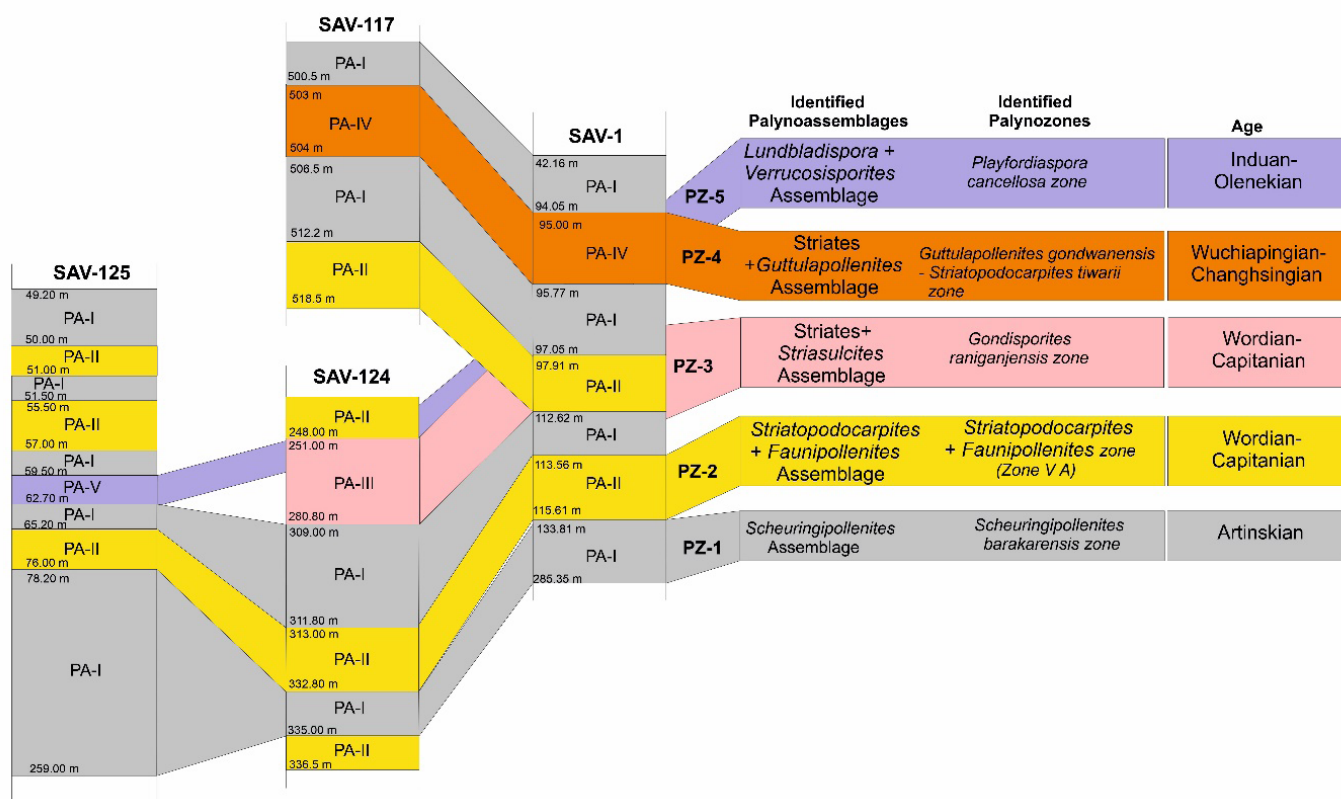 SAV-117
PA-I
500.5 m
503 m
PA-IV
504 m
506.5 m
PA-I
512.2 m
PA-II
518.5 m
SAV-125
49.20 m
PA-I
50.00 m
PA-II
51.00 m
PA-I
51.50 m
55.50 m
PA-II
57.00 m
PA-I
59.50 m
PA-V
62.70 m
PA-I
65.20 m
PA-II
76.00 m
78.20 m
PA-I
259.00 m
SAV-124
PA-II
248.00 m
251.00 m
PA-III
280.80 m
309.00 m
PA-I
311.80 m
313.00 m
PA-II
332.80 m
PA-I
335.00 m
PA-II
336.5 m
SAV-1
42.16 m
PA-I
94.05 m
95.00 m
PA-IV
95.77 m
PA-I
97.05 m
97.91 m
PA-II
112.62 m
PA-I
113.56 m
PA-II
115.61 m
133.81 m
PA-I
285.35 m
Identified
Palynoassemblages
Identified
Palynozones
Age
PZ-5
Lundbladispora +
Verrucosisporites
Assemblage
Playfordiaspora
cancellosa zone
Induan-
Olenekian
PZ-4
Striates
+Guttulapollenites
Assemblage
Guttulapollenites gondwanensis
- Striatopodocarpites tiwarii
zone
Wuchiapingian-
Changhsingian
PZ-3
Striates+
Striasulcites
Assemblage
Gondisporites
raniganjensis zone
Wordian-
Capitanian
PZ-2
Striatopodocarpites
+ Faunipollenites
Assemblage
Striatopodocarpites
+ Faunipollenites zone
(Zone V A)
Wordian-
Capitanian
PZ-1
Scheuringipollenites
Assemblage
Scheuringipollenites
barakarensis zone
Artinskian